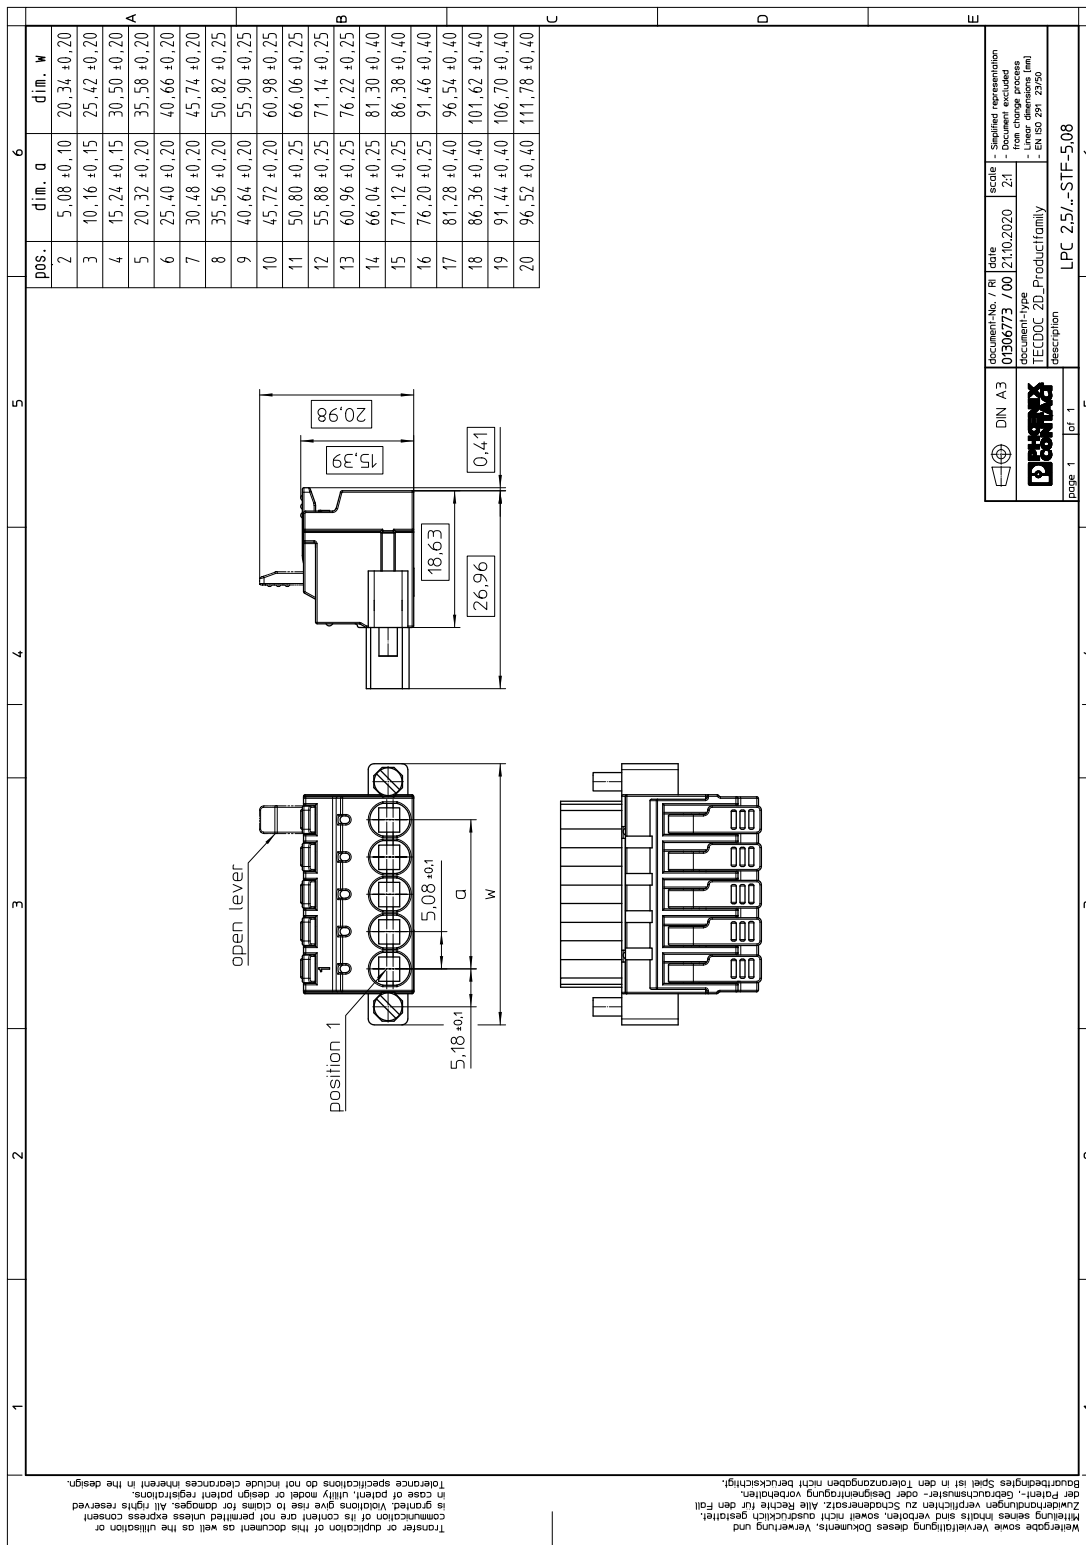 pos. dim. a dim. w
2 5,08 ±0,10 20,34 ±0,20
3 10,16 ±0,15 25,42 ±0,20
4 15,24 ±0,15 30,50 ±0,20
5 20,32 ±0,20 35,58 ±0,20
6 25,40 ±0,20 40,66 ±0,20
7 30,48 ±0,20 45,74 ±0,20
8 35,56 ±0,20 50,82 ±0,25
9 40,64 ±0,20 55,90 ±0,25
10 45,72 ±0,20 60,98 ±0,25
11 50,80 ±0,25 66,06 ±0,25
12 55,88 ±0,25 71,14 ±0,25
13 60,96 ±0,25 76,22 ±0,25
14 66,04 ±0,25 81,30 ±0,40
15 71,12 ±0,25 86,38 ±0,40
16 76,20 ±0,25 91,46 ±0,40
17 81,28 ±0,40 96,54 ±0,40
18 86,36 ±0,40 101,62 ±0,40
19 91,44 ±0,40 106,70 ±0,40
20 96,52 ±0,40 111,78 ±0,40
1 2 3 4 5 6
A
B
C
D
E
open lever
position 1
1
5,08 ±0,1
a
w
5,18 ±0,1
20,98
15,39
18,63
26,96
0,41
DIN A3
document-No. / RI
01306773 / 00
date
21.10.2020
scale
2:1
- Simplified representation
- Document excluded
from change process
- Linear dimensions [mm]
- EN ISO 291 23/50
PHOENIX
CONTACT
document-type
TECDOC 2D_Productfamily
page 1 of 1
description
LPC 2,5/..-STF-5,08
Transfer or duplication of this document as well as the utilisation or
communication of its content are not permitted unless express consent
is granted. Violations give rise to claims for damages. All rights reserved
in case of patent, utility model or design patent registrations.
Tolerance specifications do not include clearances inherent in the design.
Weitergabe sowie Vervielfältigung dieses Dokuments, Verwertung und
Mitteilung seines Inhalts sind verboten, soweit nicht ausdrücklich gestattet.
Zuwiderhandlungen verpflichten zu Schadenersatz. Alle Rechte für den Fall
der Patent-, Gebrauchsmuster- oder Designeintragung vorbehalten.
Bauartbedingtes Spiel ist in den Toleranzangaben nicht berücksichtigt.